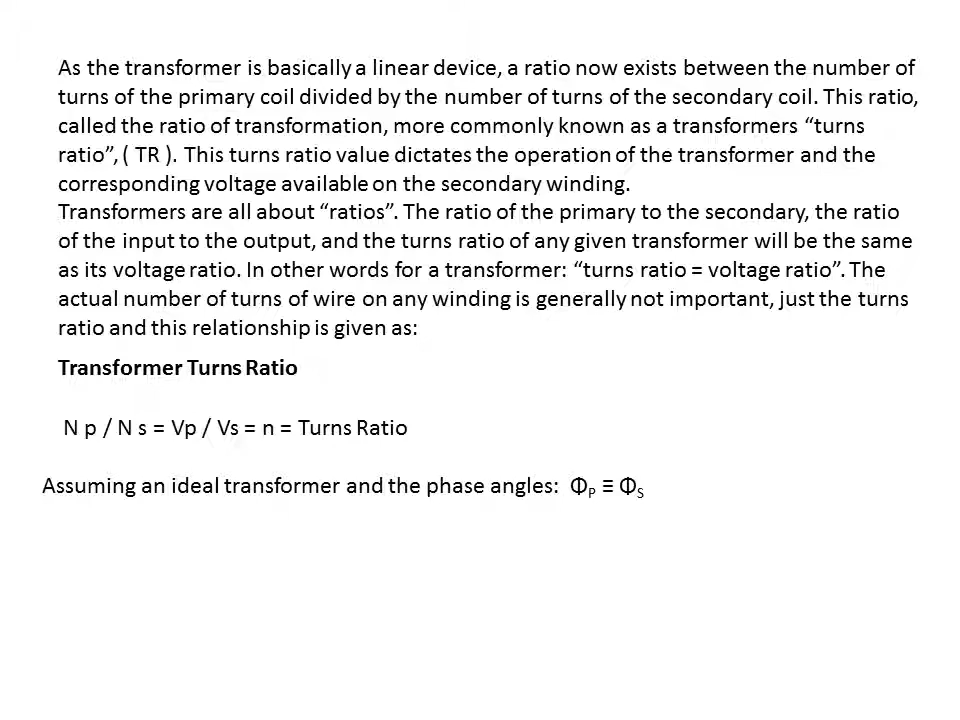 As the transformer is basically a linear device, a ratio now exists between the number of
turns of the primary coil divided by the number of turns of the secondary coil. This ratio,
called the ratio of transformation, more commonly known as a transformers “turns
ratio”, ( TR ). This turns ratio value dictates the operation of the transformer and the
corresponding voltage available on the secondary winding.
Transformers are all about “ratios”. The ratio of the primary to the secondary, the ratio
of the input to the output, and the turns ratio of any given transformer will be the same
as its voltage ratio. In other words for a transformer: “turns ratio = voltage ratio”. The
actual number of turns of wire on any winding is generally not important, just the turns
ratio and this relationship is given as:
Transformer Turns Ratio
N p / N s = Vp / Vs = n = Turns Ratio
Assuming an ideal transformer and the phase angles: ΦP ≡ ΦS